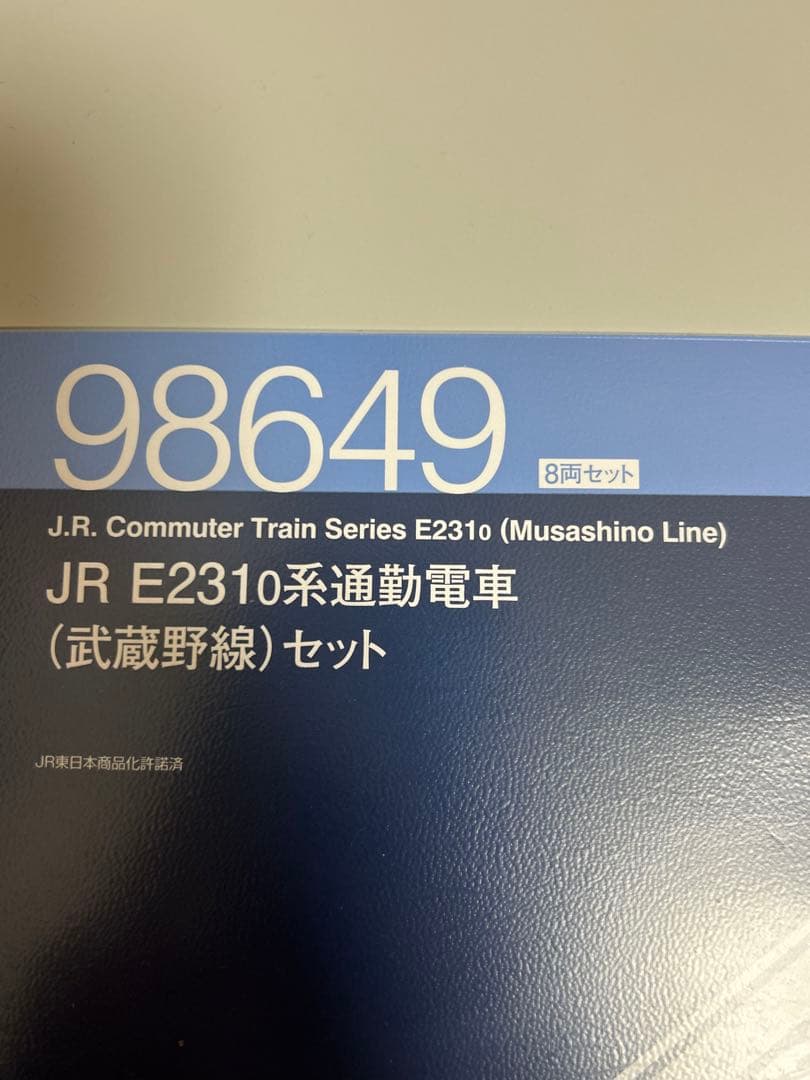 98649 8両セット
J.R. Commuter Train Series E2310 (Musashino Line)
JR E2310系通勤電車
(武蔵野線)セット
JR東日本商品化許諾済